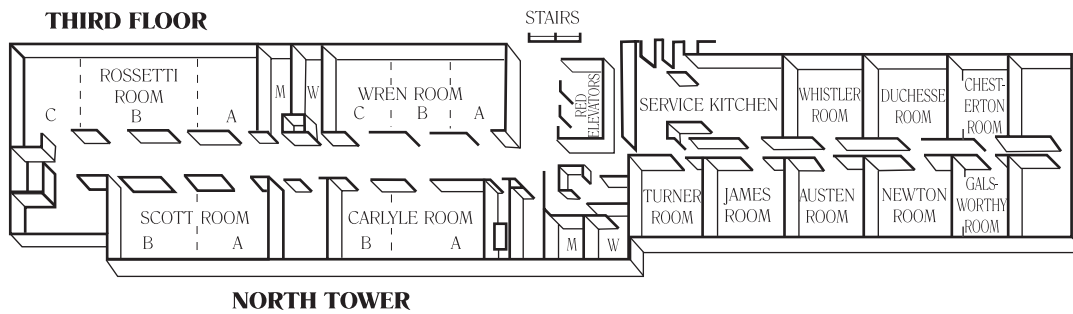 THIRD FLOOR
STAIRS
ROSSETTI
ROOM
C
B
A
M
W
WREN ROOM
C
B
A
RED
ELEVATORS
SERVICE KITCHEN
WHISTLER
ROOM
DUCHESSE
ROOM
CHEST-
ERTON
ROOM
SCOTT ROOM
B
A
CARLYLE ROOM
B
A
M
W
TURNER
ROOM
JAMES
ROOM
AUSTEN
ROOM
NEWTON
ROOM
GALS-
WORTHY
ROOM
NORTH TOWER